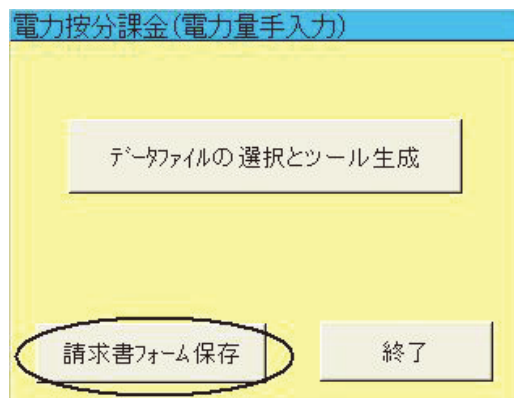 電力按分課金(電力量手入力)
ﾃﾞｰﾀﾌｧｲﾙの選択とツール生成
請求書ﾌｫｰﾑ保存
終了